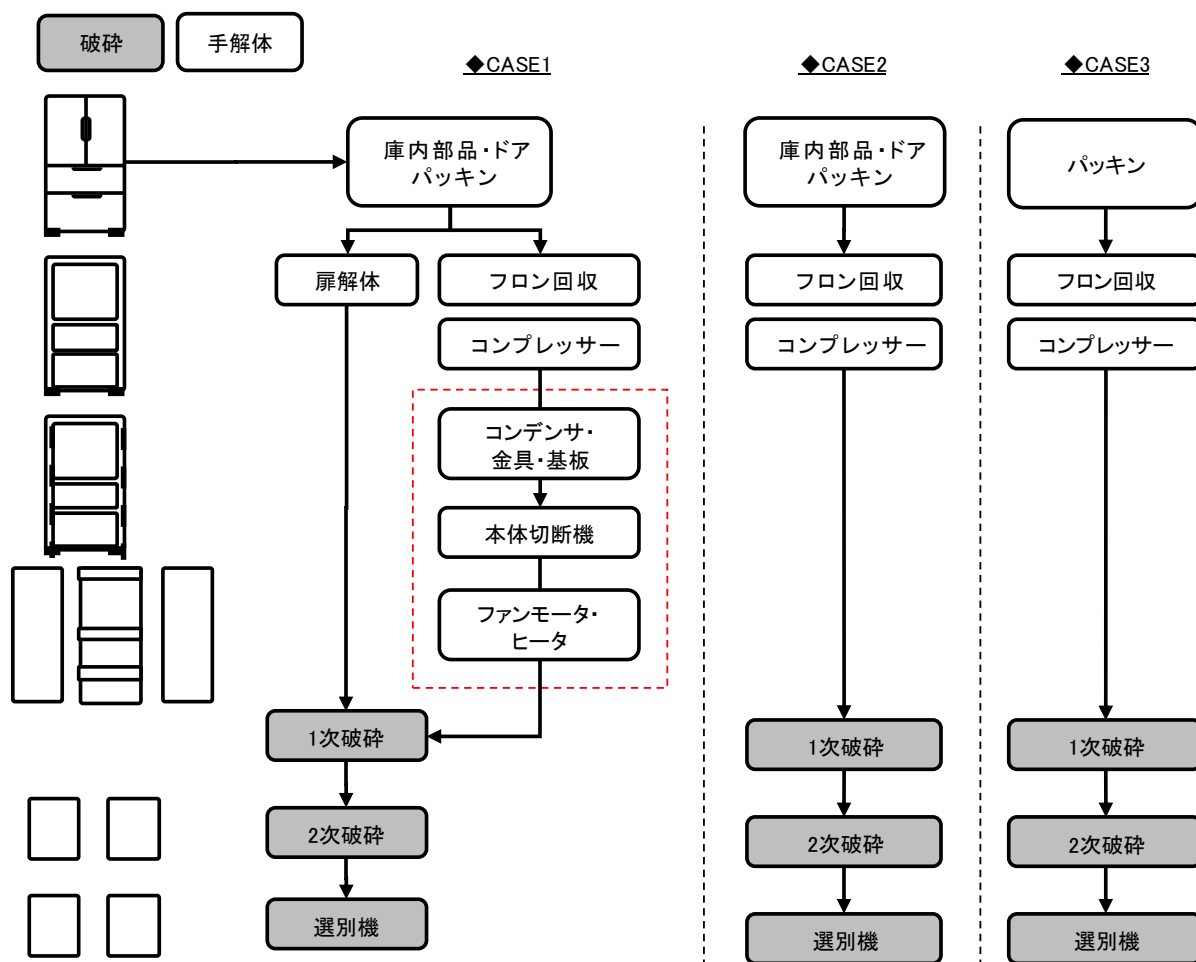 破砕
手解体
◆CASE1
◆CASE2
◆CASE3
庫内部品・ドア
パッキン
扉解体
フロン回収
コンプレッサー
コンデンサ・
金具・基板
本体切断機
ファンモータ・
ヒータ
1次破砕
2次破砕
選別機
庫内部品・ドア
パッキン
フロン回収
コンプレッサー
1次破砕
2次破砕
選別機
パッキン
フロン回収
コンプレッサー
1次破砕
2次破砕
選別機